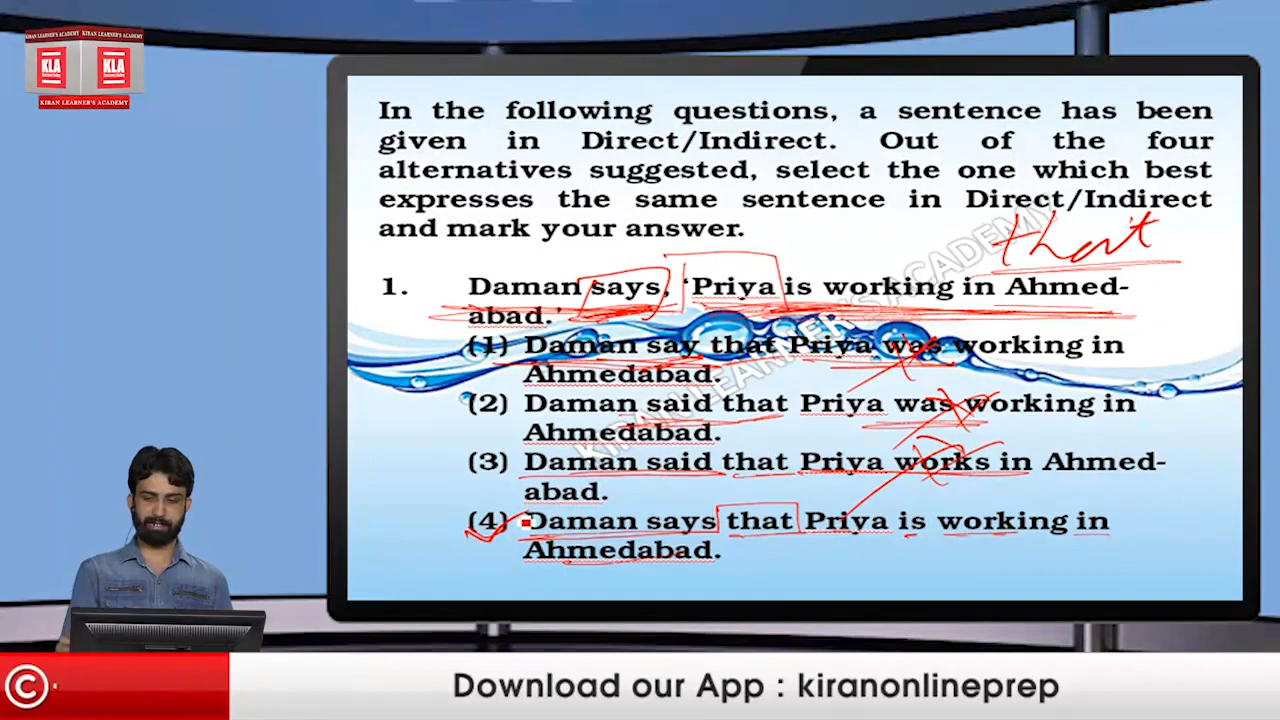 KIRAN LEARNER'S ACADEMY KIRAN LEARNER'S ACADEMY
KLA KLA
KIRAN LEARNER'S ACADEMY
In the following questions, a sentence has been
given in Direct/Indirect. Out of the four
alternatives suggested, select the one which best
expresses the same sentence in Direct/Indirect
and mark your answer.
that
1. Daman says, 'Priya is working in Ahmed-
abad.'
(1) Daman say that Priya was working in
Ahmedabad.
(2) Daman said that Priya was working in
Ahmedabad.
(3) Daman said that Priya works in Ahmed-
abad.
(4) Daman says that Priya is working in
Ahmedabad.
KIRAN LEARNER'S ACADEMY
©
Download our App : kiranonlineprep